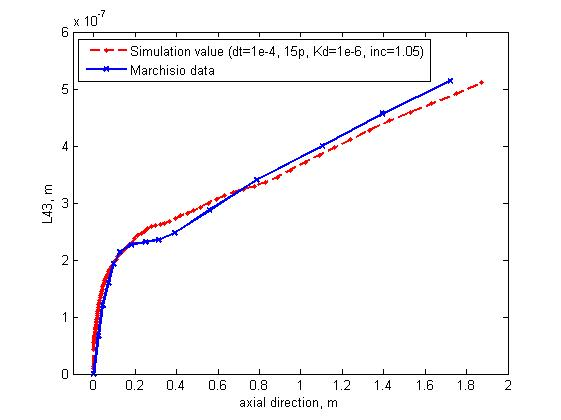 x 10^-7
6
Simulation value (dt=1e-4, 15p, Kd=1e-6, inc=1.05)
Marchisio data
5
4
3
2
1
0
L43, m
0 0.2 0.4 0.6 0.8 1 1.2 1.4 1.6 1.8 2
axial direction, m